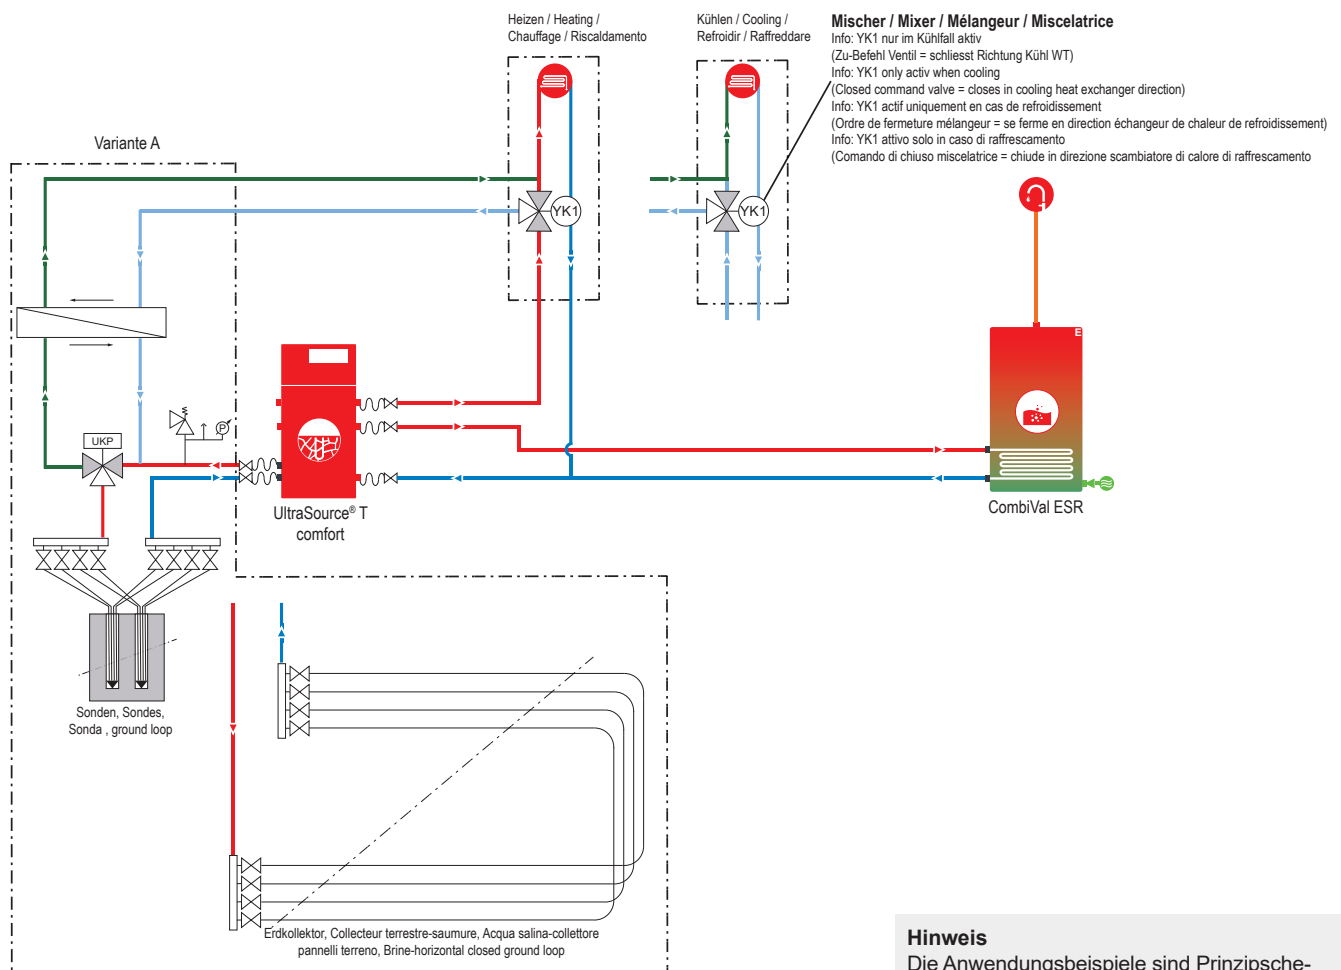 Heizen / Heating /
Chauffage / Riscaldamento
Kühlen / Cooling /
Refroidir / Raffreddare
Mischer / Mixer / Mélangeur / Miscelatrice
Info: YK1 nur im Kühlfall aktiv
(Zu-Befehl Ventil = schliesst Richtung Kühl WT)
Info: YK1 only activ when cooling
(Closed command valve = closes in cooling heat exchanger direction)
Info: YK1 actif uniquement en cas de refroidissement
(Ordre de fermeture mélangeur = se ferme en direction échangeur de chaleur de refroidissement)
Info: YK1 attivo solo in caso di raffrescamento
(Comando di chiuso miscelatrice = chiude in direzione scambiatore di calore di raffrescamento
Variante A
YK1
YK1
1
E
UKP
P
UltraSource® T
comfort
CombiVal ESR
Sonden, Sondes,
Sonda , ground loop
Erdkollektor, Collecteur terrestre-saumure, Acqua salina-collettore
pannelli terreno, Brine-horizontal closed ground loop
Hinweis
Die Anwendungsbeispiele sind Prinzipsche-